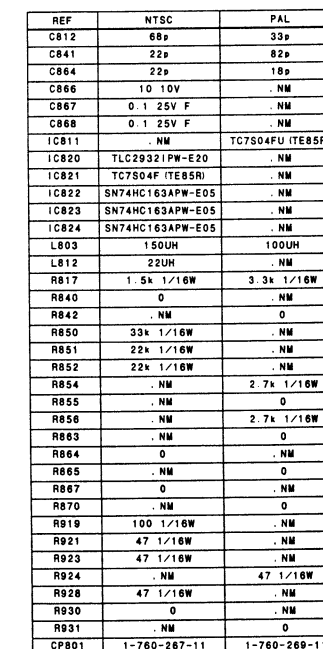 REF NTSC PAL
C812 68p 33p
C841 22p 82p
C864 22p 18p
C866 10 10V . NM
C867 0.1 25V F . NM
C868 0.1 25V F . NM
IC811 . NM TC7S04FU (TE85R
IC820 TLC2932IPW-E20 . NM
IC821 TC7S04F (TE85R) . NM
IC822 SN74HC163APW-E05 . NM
IC823 SN74HC163APW-E05 . NM
IC824 SN74HC163APW-E05 . NM
L803 150UH 100UH
L812 22UH . NM
R817 1.5k 1/16W 3.3k 1/16W
R840 0 . NM
R842 . NM 0
R850 33k 1/16W . NM
R851 22k 1/16W . NM
R852 22k 1/16W . NM
R854 . NM 2.7k 1/16W
R855 . NM 0
R856 . NM 2.7k 1/16W
R863 . NM 0
R864 0 . NM
R865 . NM 0
R867 0 . NM
R870 . NM 0
R919 100 1/16W . NM
R921 47 1/16W . NM
R923 47 1/16W . NM
R924 . NM 47 1/16W
R928 47 1/16W . NM
R930 0 . NM
R931 . NM 0
CP801 1-760-267-11 1-760-269-1